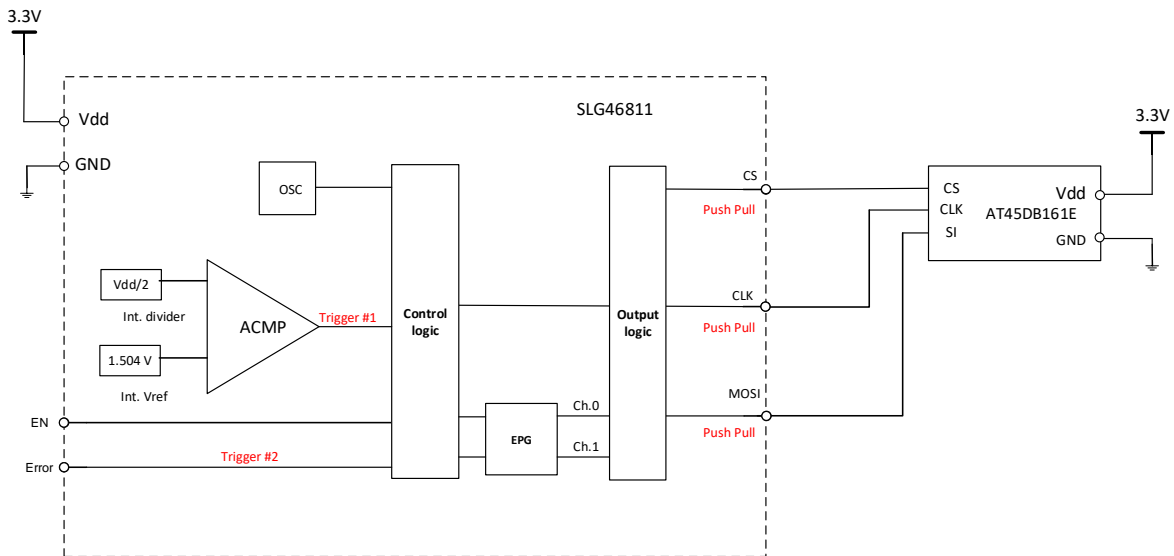 3.3V
SLG46811
Vdd
3.3V
GND
OSC
CS
Push Pull
CS
Vdd
CLK
AT45DB161E
SI
GND
Vdd/2
Int. divider
ACMP
Trigger #1
Control
logic
Output
logic
CLK
Push Pull
1.504 V
Int. Vref
MOSI
Push Pull
EN
Ch.0
EPG
Ch.1
Error
Trigger #2